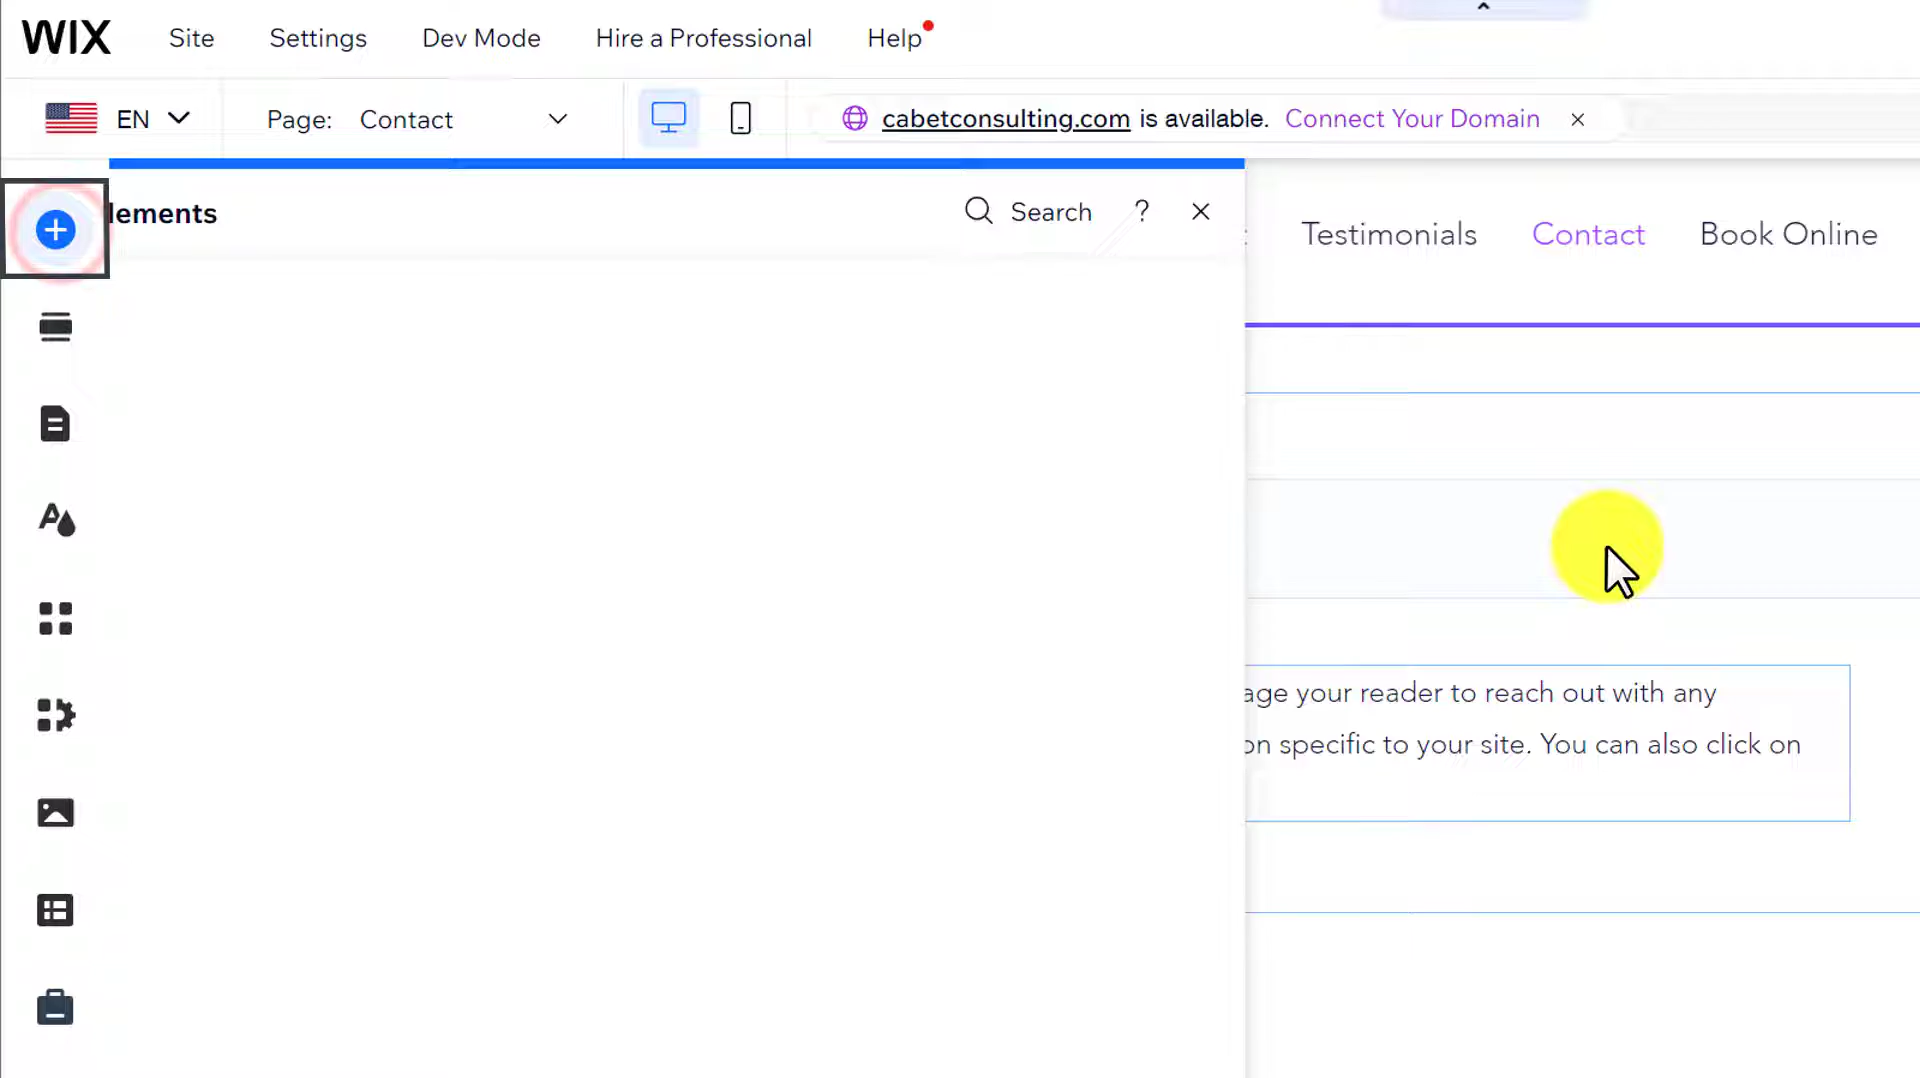 WIX Site Settings Dev Mode Hire a Professional Help
EN Page: Contact cabetconsulting.com is available. Connect Your Domain
lements Search ?
Testimonials Contact Book Online
age your reader to reach out with any
on specific to your site. You can also click on